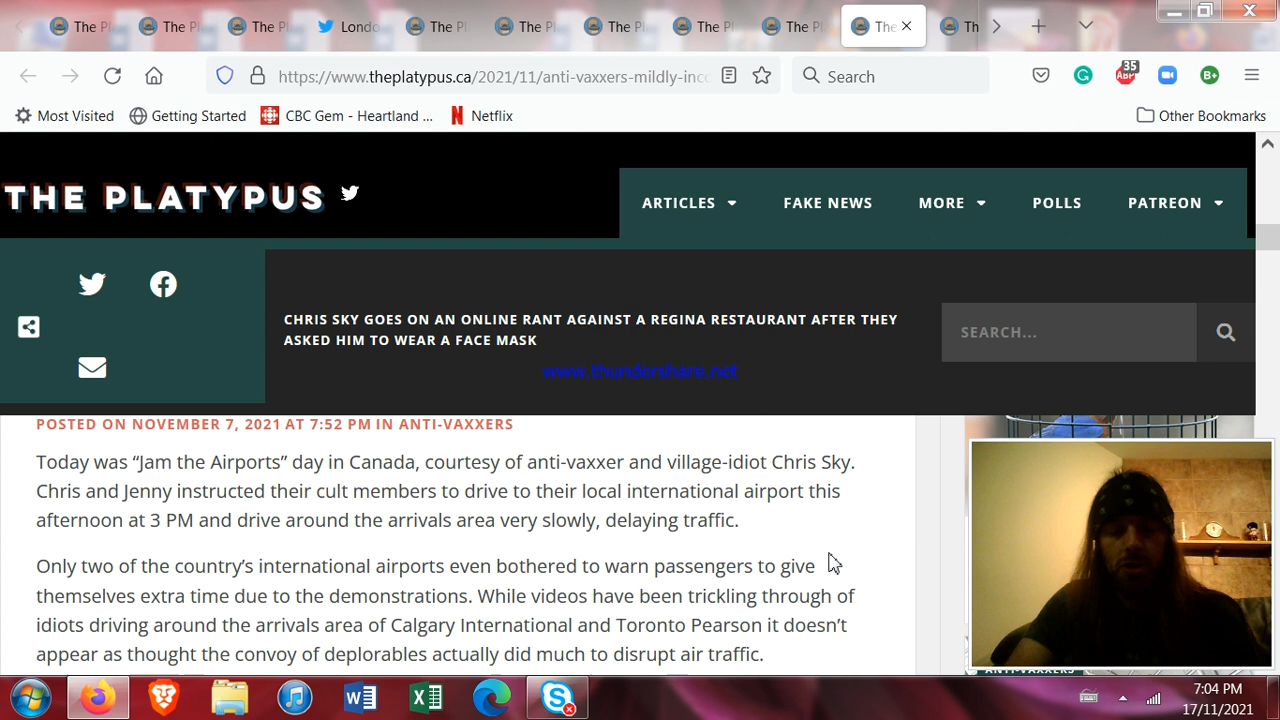 The Pl
The Pl
The Pl
Londo
The Pl
The Pl
The Pl
The Pl
The Pl
The
Th
https://www.theplatypus.ca/2021/11/anti-vaxxers-mildly-inco
Search
35
ABP
B+
Most Visited
Getting Started
CBC Gem - Heartland ...
Netflix
Other Bookmarks
THE PLATYPUS
ARTICLES
FAKE NEWS
MORE
POLLS
PATREON
CHRIS SKY GOES ON AN ONLINE RANT AGAINST A REGINA RESTAURANT AFTER THEY
ASKED HIM TO WEAR A FACE MASK
SEARCH...
www.thundershare.net
POSTED ON NOVEMBER 7, 2021 AT 7:52 PM IN ANTI-VAXXERS
Today was “Jam the Airports” day in Canada, courtesy of anti-vaxxer and village-idiot Chris Sky.
Chris and Jenny instructed their cult members to drive to their local international airport this
afternoon at 3 PM and drive around the arrivals area very slowly, delaying traffic.
Only two of the country’s international airports even bothered to warn passengers to give
themselves extra time due to the demonstrations. While videos have been trickling through of
idiots driving around the arrivals area of Calgary International and Toronto Pearson it doesn’t
appear as thought the convoy of deplorables actually did much to disrupt air traffic.
ANTI-VAXXERS
7:04 PM
17/11/2021